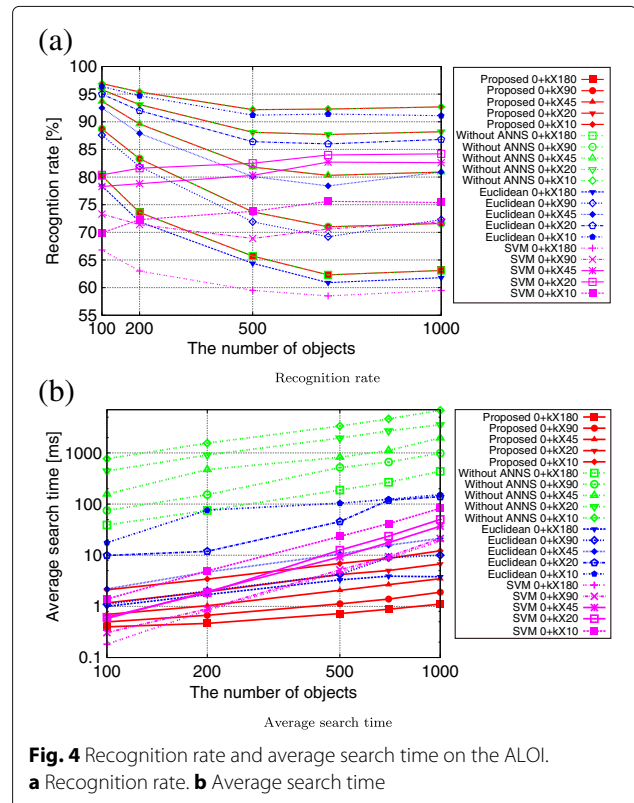 (a)
Recognition rate [%]
100
95
90
85
80
75
70
65
60
55
100 200 500 1000
The number of objects
Proposed 0+kX180
Proposed 0+kX90
Proposed 0+kX45
Proposed 0+kX20
Proposed 0+kX10
Without ANNS 0+kX180
Without ANNS 0+kX90
Without ANNS 0+kX45
Without ANNS 0+kX20
Without ANNS 0+kX10
Euclidean 0+kX180
Euclidean 0+kX90
Euclidean 0+kX45
Euclidean 0+kX20
Euclidean 0+kX10
SVM 0+kX180
SVM 0+kX90
SVM 0+kX45
SVM 0+kX20
SVM 0+kX10
Recognition rate
(b)
Average search time [ms]
1000
100
10
1
0.1
100 200 500 1000
The number of objects
Proposed 0+kX180
Proposed 0+kX90
Proposed 0+kX45
Proposed 0+kX20
Proposed 0+kX10
Without ANNS 0+kX180
Without ANNS 0+kX90
Without ANNS 0+kX45
Without ANNS 0+kX20
Without ANNS 0+kX10
Euclidean 0+kX180
Euclidean 0+kX90
Euclidean 0+kX45
Euclidean 0+kX20
Euclidean 0+kX10
SVM 0+kX180
SVM 0+kX90
SVM 0+kX45
SVM 0+kX20
SVM 0+kX10
Average search time
Fig. 4 Recognition rate and average search time on the ALOI.
a Recognition rate. b Average search time